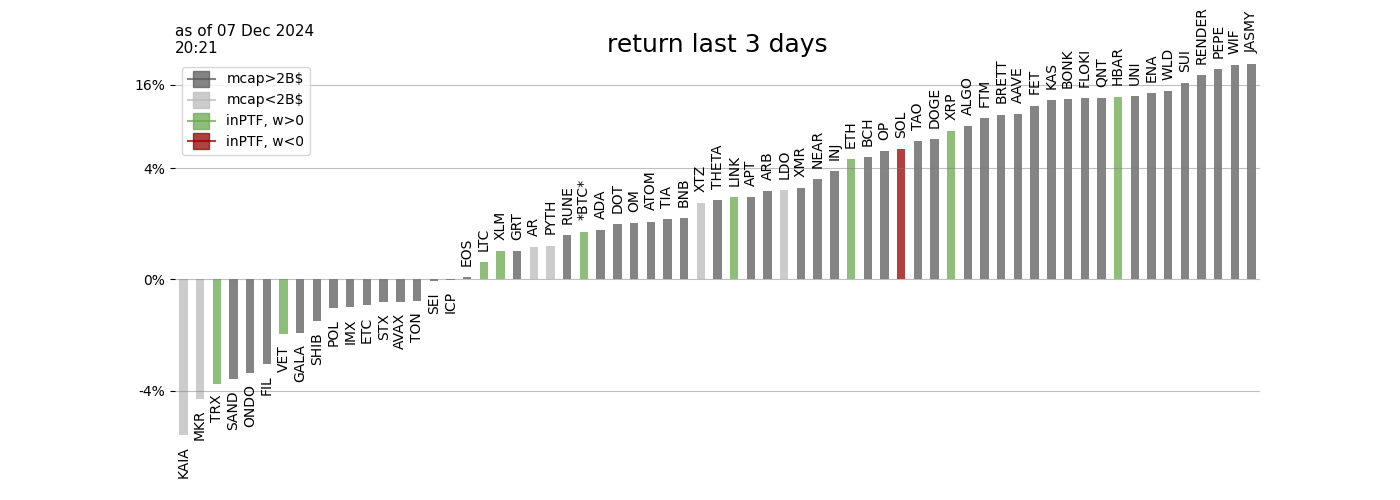 as of 07 Dec 2024
20:21
return last 3 days
mcap>2B$
mcap<2B$
inPTF, w>0
inPTF, w<0
16%
4%
0%
-4%
KAIA
MKR
TRX
SAND
ONDO
FIL
VET
GALA
SHIB
POL
IMX
ETC
STX
AVAX
TON
SEI
ICP
EOS
LTC
XLM
GRT
AR
PYTH
RUNE
*BTC*
ADA
DOT
OM
ATOM
TIA
BNB
XTZ
THETA
LINK
APT
ARB
LDO
XMR
NEAR
INJ
ETH
BCH
OP
SOL
TAO
DOGE
XRP
ALGO
FTM
BRETT
AAVE
FET
KAS
BONK
FLOKI
QNT
HBAR
UNI
ENA
WLD
SUI
RENDER
PEPE
WIF
JASMY